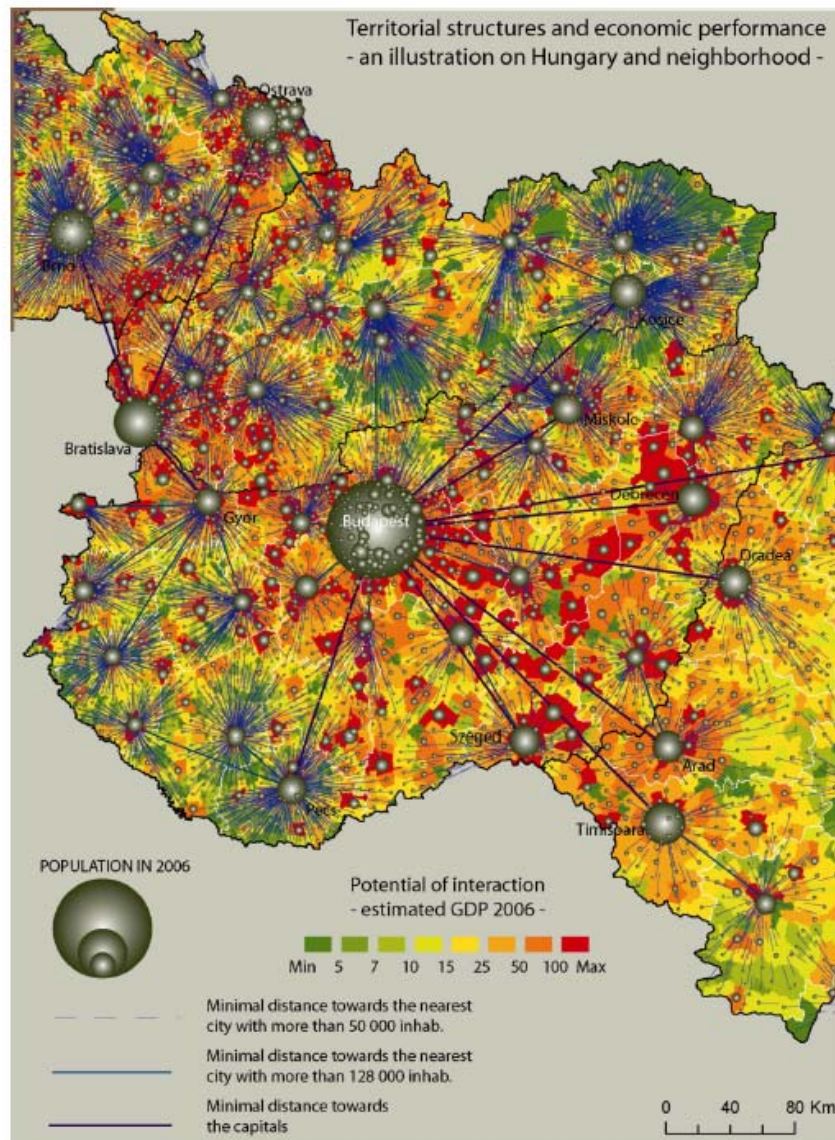 Territorial structures and economic performance
- an illustration on Hungary and neighborhood -
Ostrava
Brno
Kosice
Bratislava
Miskolc
Gyor
Budapest
Debrecen
Oradea
Szeged
Arad
Pecs
Timisoara
POPULATION IN 2006
Potential of interaction
- estimated GDP 2006 -
Min 5 7 10 15 25 50 100 Max
Minimal distance towards the nearest
city with more than 50 000 inhab.
Minimal distance towards the nearest
city with more than 128 000 inhab.
Minimal distance towards
the capitals
0 40 80 Km